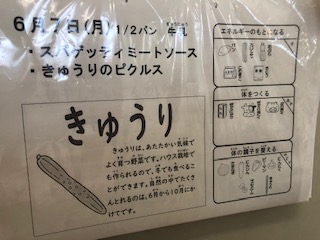 6月7日(月) 1/2パン 牛乳
・スパゲッティミートソース
・きゅうりのピクルス
きゅうり
きゅうりは、あたたかい気候で
よく育つ野菜です。ハウス栽培で
も作られるので、冬でも食べるこ
とができます。自然の中でたくさ
んとれるのは、6月から10月にか
けてです。
エネルギーのもとになる
体をつくる
体の調子を整える